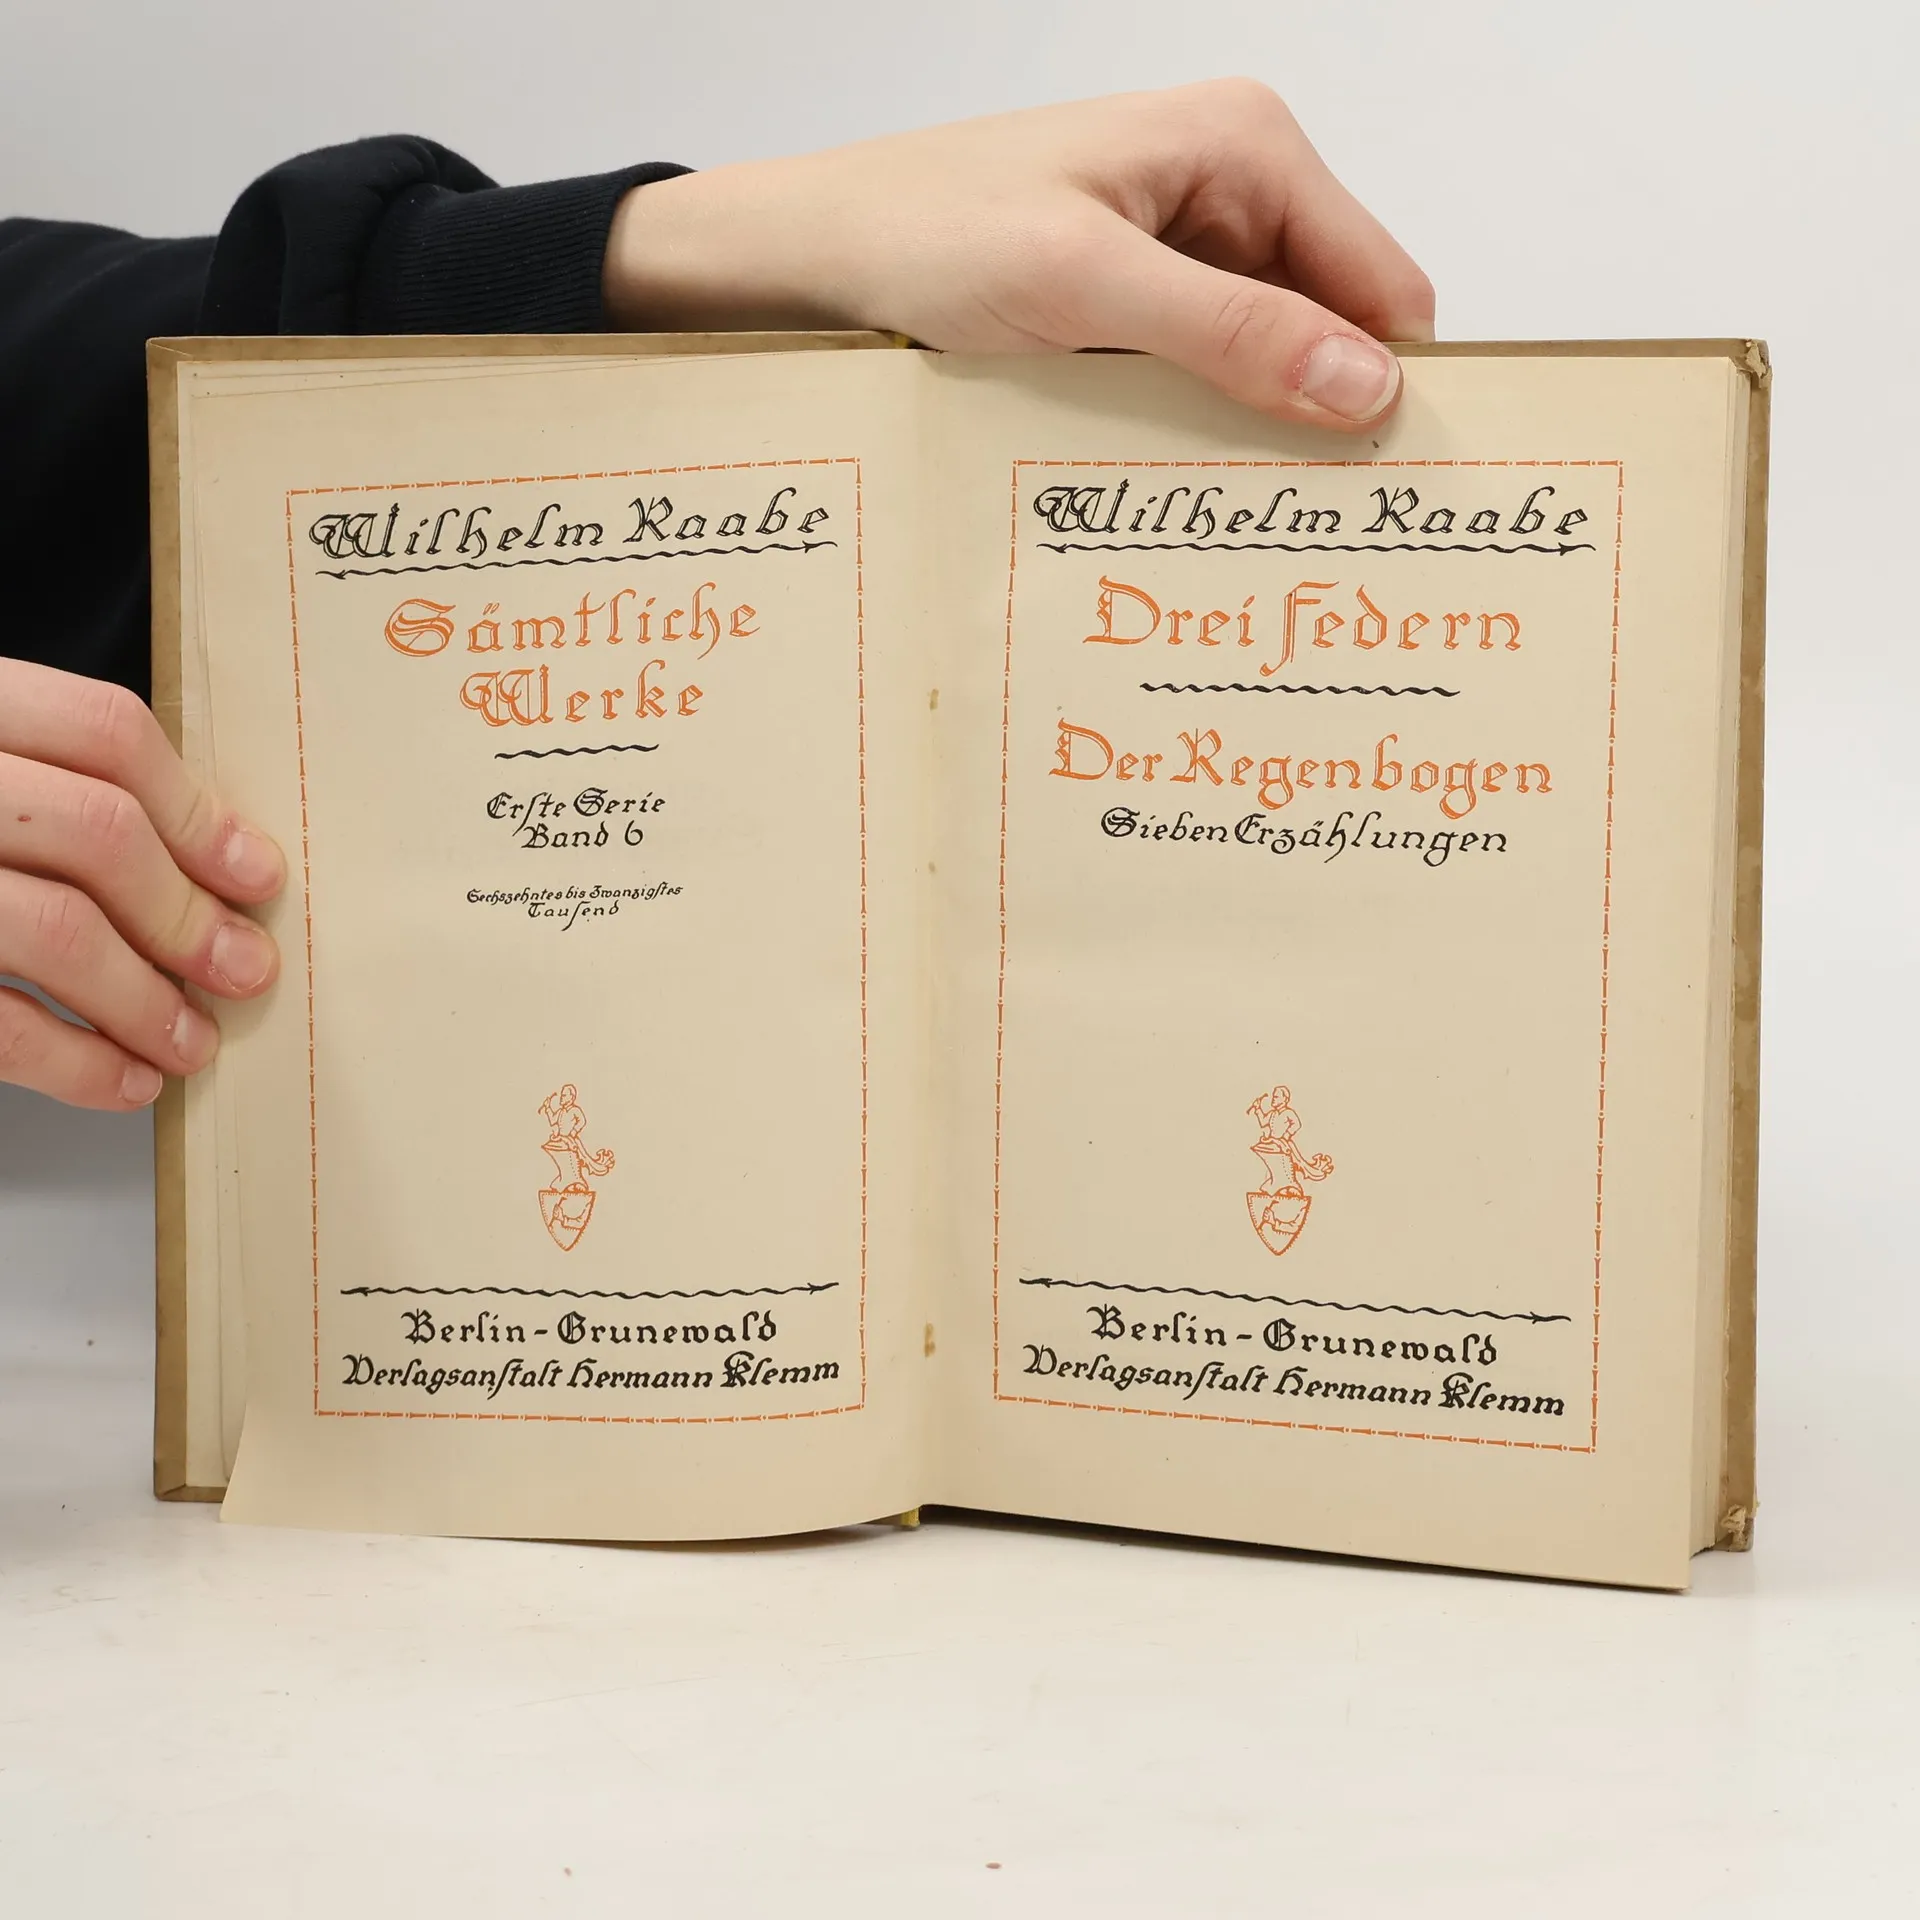 Wilhelm Raabe
Sämtliche
Werke
Erſte Serie
Band 6
Sechszehntes bis Zwanzigſtes
Tauſend
Berlin-Grunewald
Verlagsanſtalt Hermann Klemm
Wilhelm Raabe
Drei Federn
Der Regenbogen
Sieben Erzählungen
Berlin-Grunewald
Verlagsanſtalt Hermann Klemm